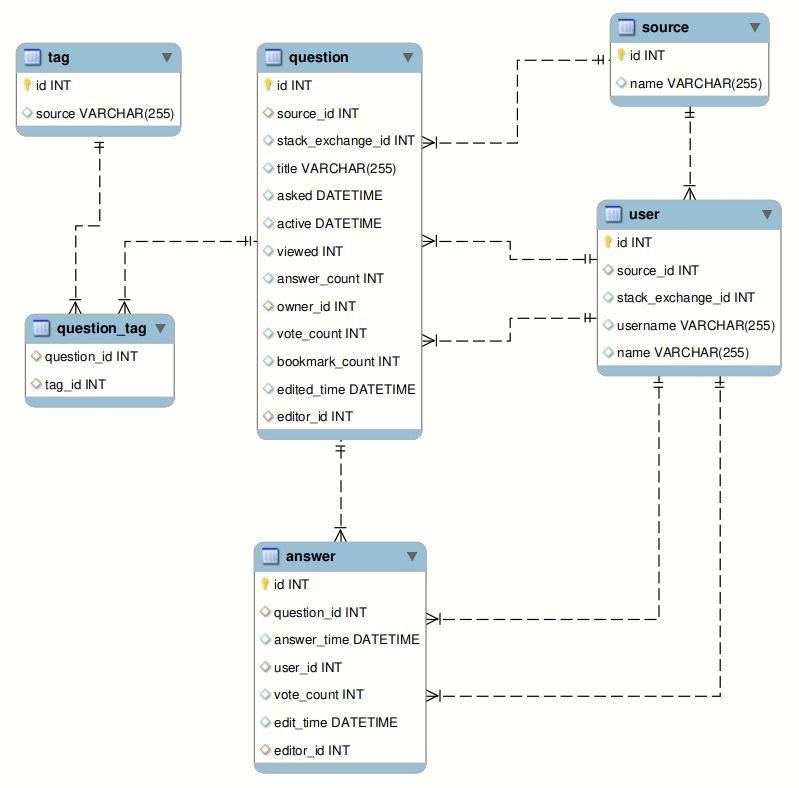 tag
id INT
source VARCHAR(255)
question
id INT
source_id INT
stack_exchange_id INT
title VARCHAR(255)
asked DATETIME
active DATETIME
viewed INT
answer_count INT
owner_id INT
vote_count INT
bookmark_count INT
edited_time DATETIME
editor_id INT
source
id INT
name VARCHAR(255)
user
id INT
source_id INT
stack_exchange_id INT
username VARCHAR(255)
name VARCHAR(255)
question_tag
question_id INT
tag_id INT
answer
id INT
question_id INT
answer_time DATETIME
user_id INT
vote_count INT
edit_time DATETIME
editor_id INT